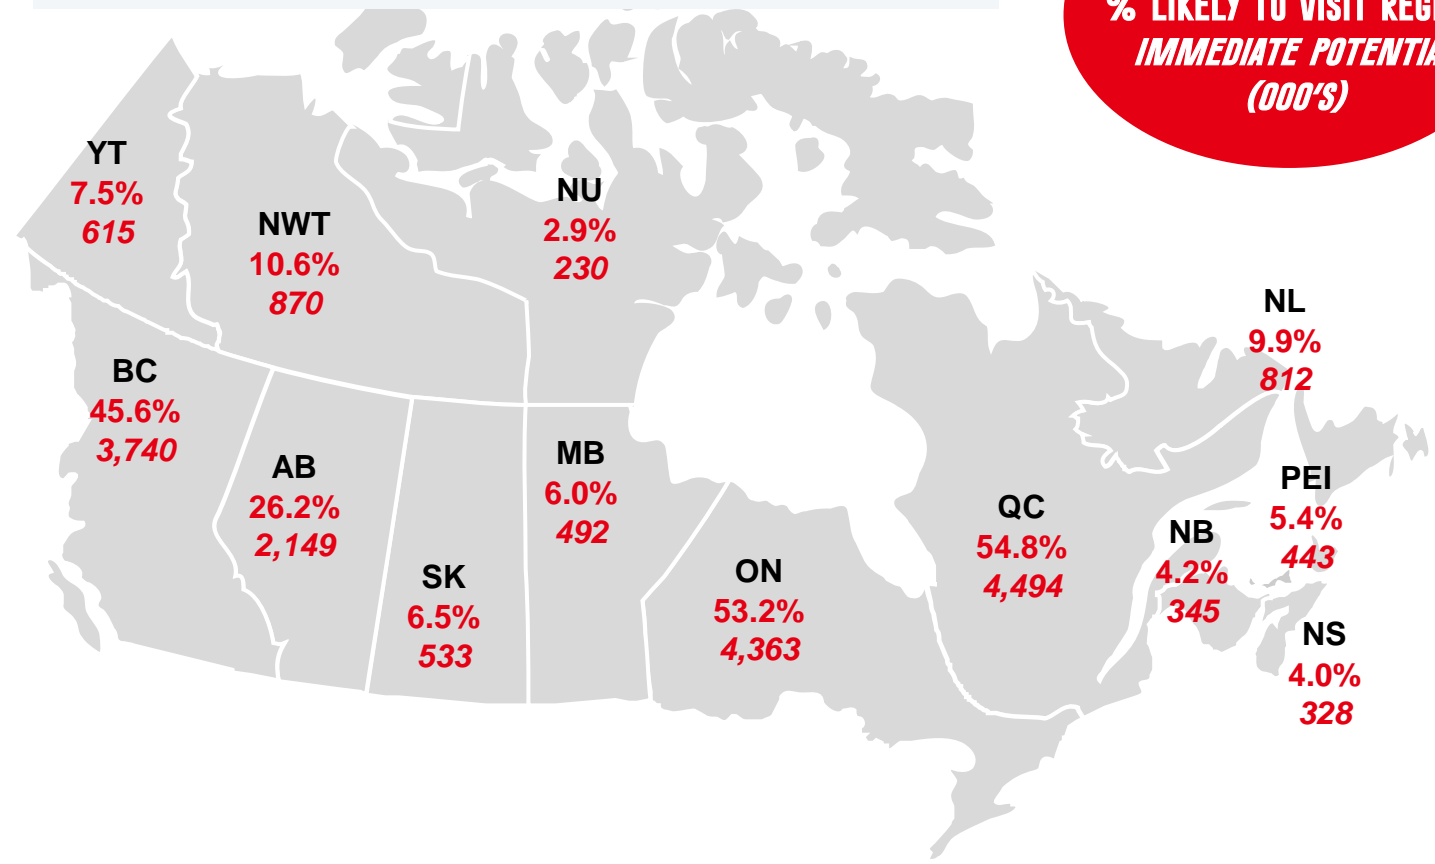 % LIKELY TO VISIT
IMMEDIATE
(000'S)
YT
7.5%
615
NWT
10.6%
870
NU
2.9%
230
NL
9.9%
812
BC
45.6%
3,740
AB
26.2%
2,149
SK
6.5%
533
MB
6.0%
492
ON
53.2%
4,363
QC
54.8%
4,494
NB
4.2%
345
PEI
5.4%
443
NS
4.0%
328